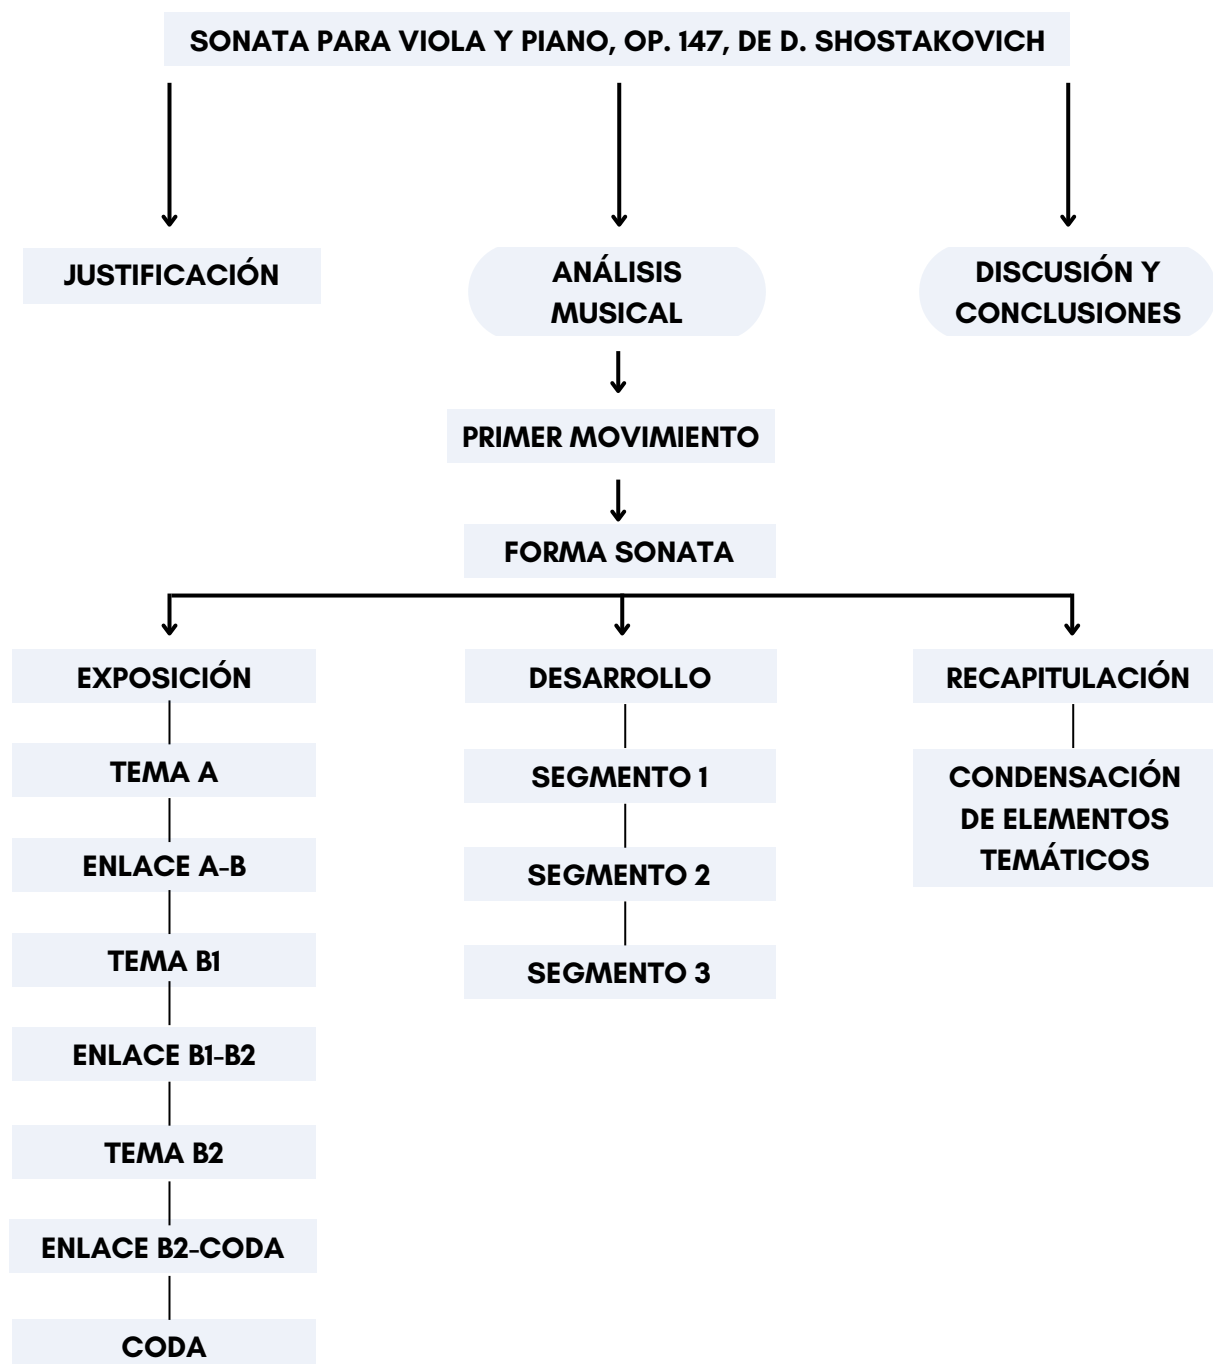 SONATA PARA VIOLA Y PIANO, OP. 147, DE D. SHOSTAKOVICH
JUSTIFICACIÓN
ANÁLISIS
MUSICAL
DISCUSIÓN Y
CONCLUSIONES
PRIMER MOVIMIENTO
FORMA SONATA
EXPOSICIÓN
TEMA A
ENLACE A-B
TEMA B1
ENLACE B1-B2
TEMA B2
ENLACE B2-CODA
CODA
DESARROLLO
SEGMENTO 1
SEGMENTO 2
SEGMENTO 3
RECAPITULACIÓN
CONDENSACIÓN
DE ELEMENTOS
TEMÁTICOS